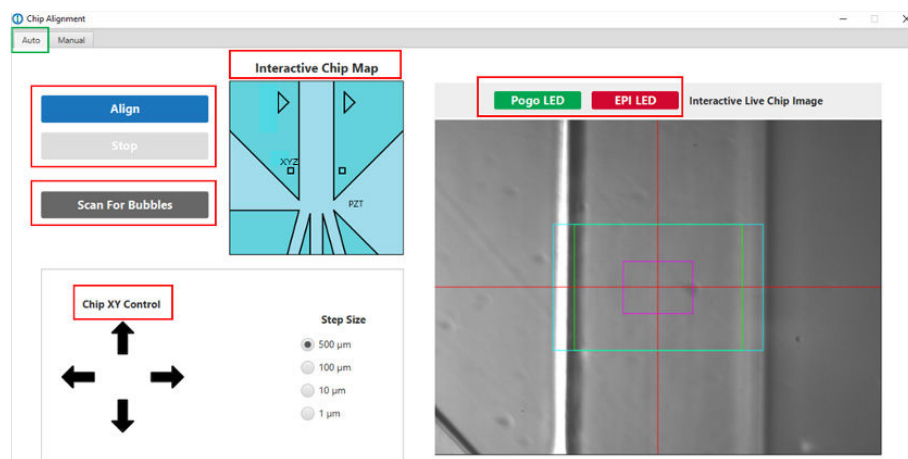 Chip Alignment
Auto Manual
Interactive Chip Map
Align
Stop
Scan For Bubbles
XYZ
PZT
Pogo LED EPI LED Interactive Live Chip Image
Chip XY Control
Step Size
500 µm
100 µm
10 µm
1 µm